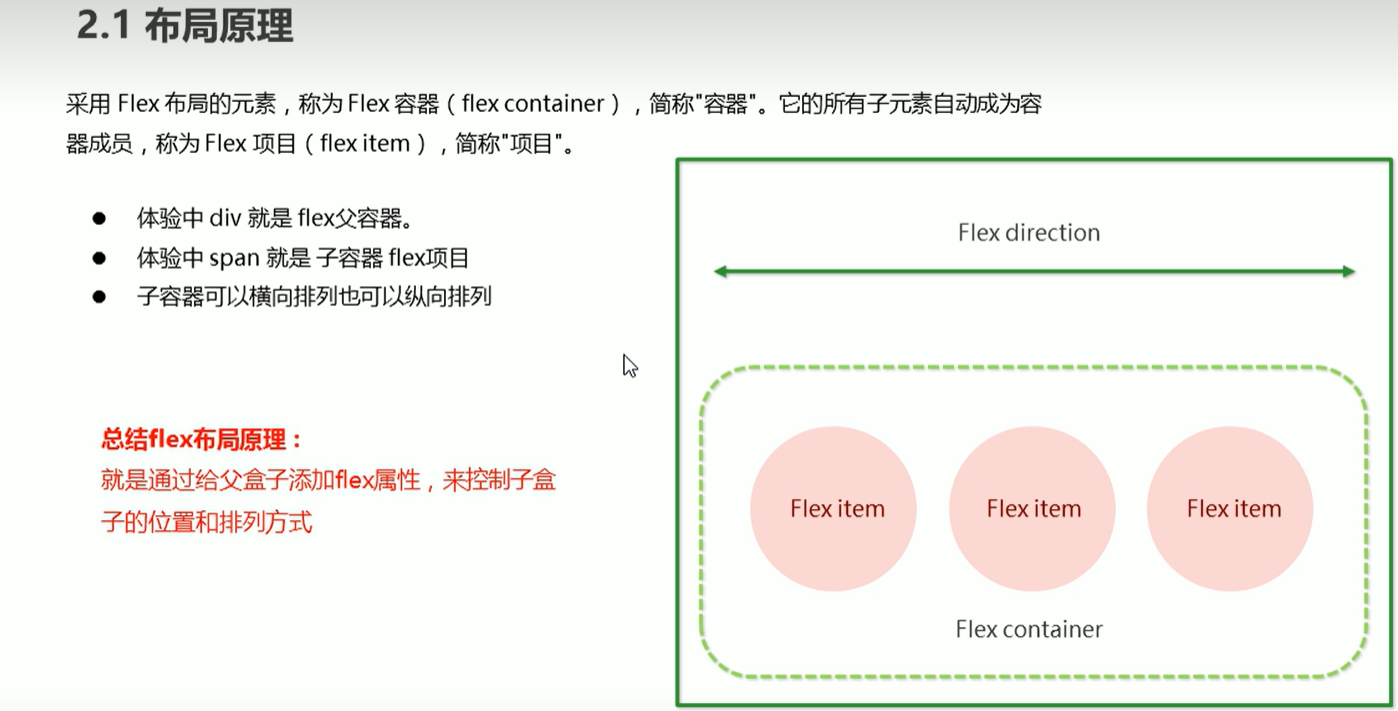 2.1 布局原理
采用 Flex 布局的元素，称为 Flex 容器（flex container），简称"容器"。它的所有子元素自动成为容
器成员，称为 Flex 项目（flex item），简称"项目"。
● 体验中 div 就是 flex父容器。
● 体验中 span 就是 子容器 flex项目
● 子容器可以横向排列也可以纵向排列
总结flex布局原理：
就是通过给父盒子添加flex属性，来控制子盒
子的位置和排列方式
Flex direction
Flex item Flex item Flex item
Flex container